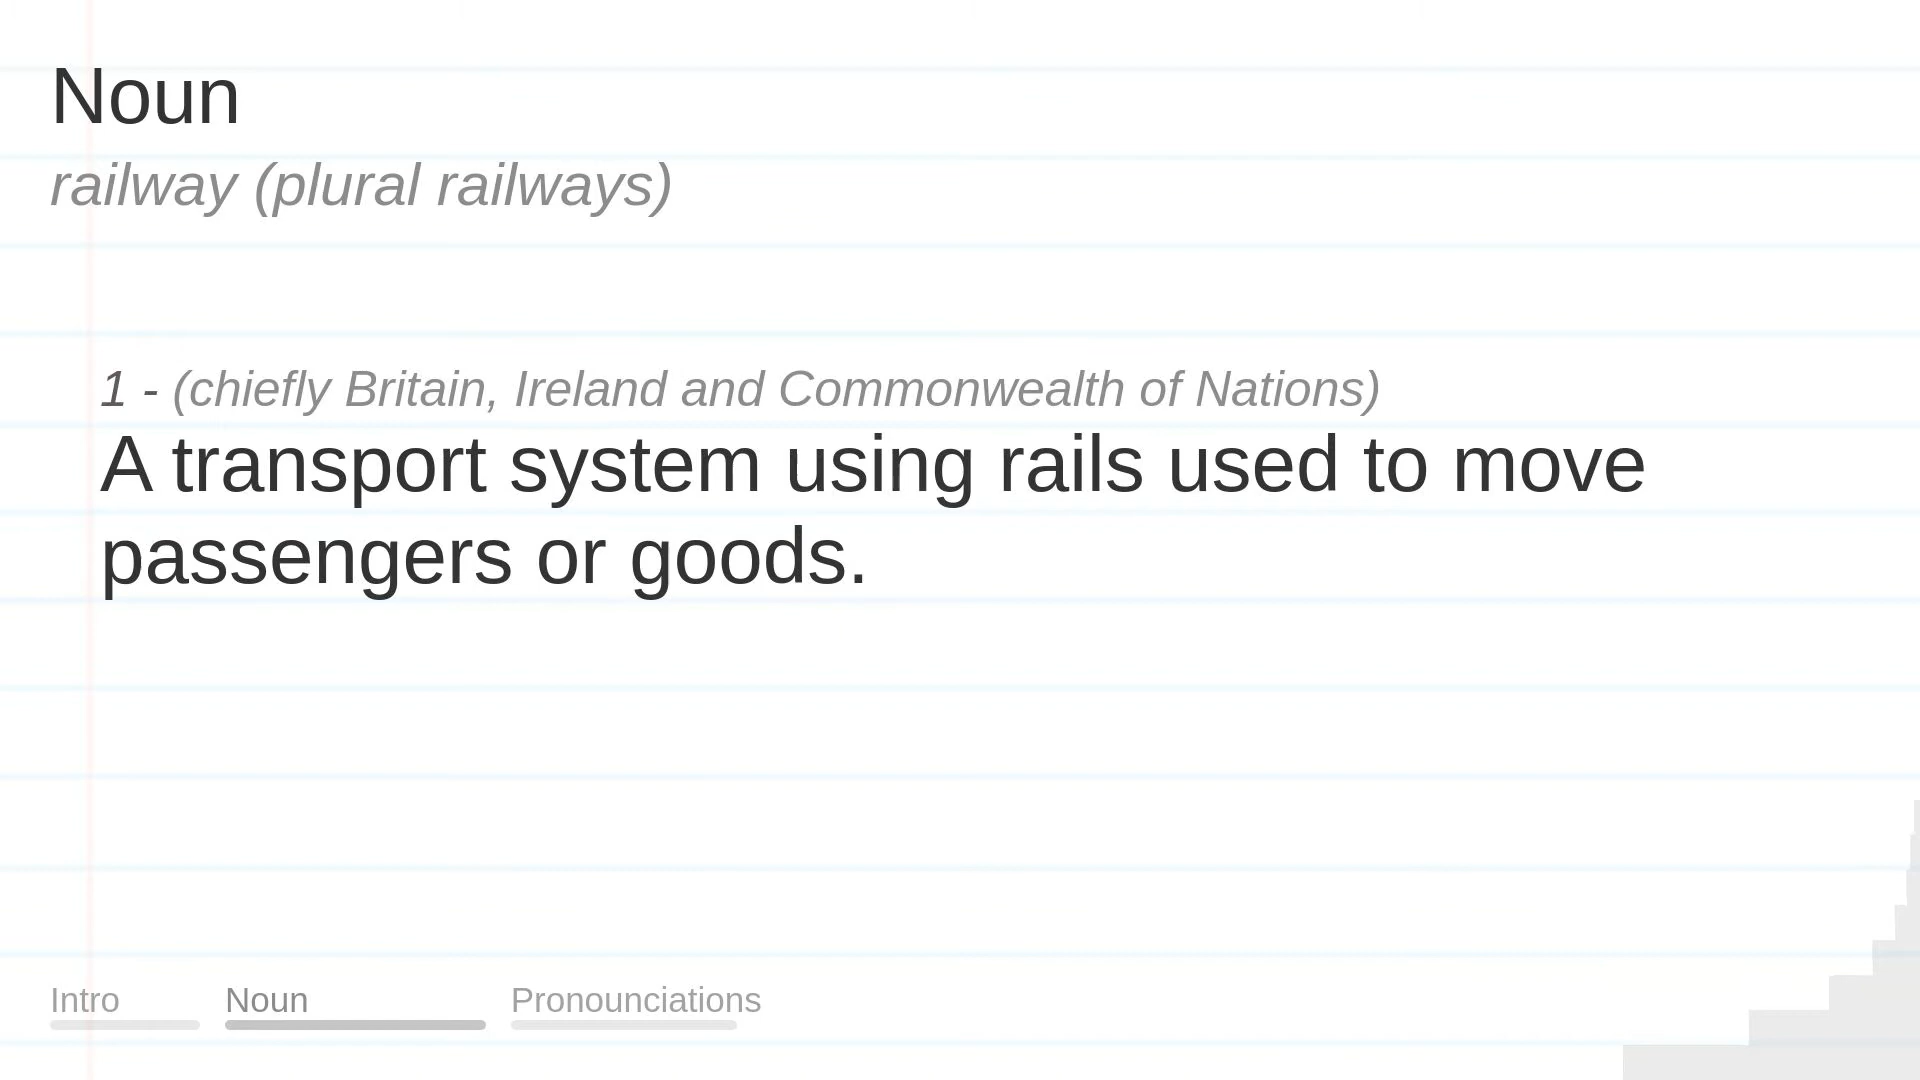 Noun
railway (plural railways)
1 - (chiefly Britain, Ireland and Commonwealth of Nations)
A transport system using rails used to move
passengers or goods.
Intro
Noun
Pronounciations